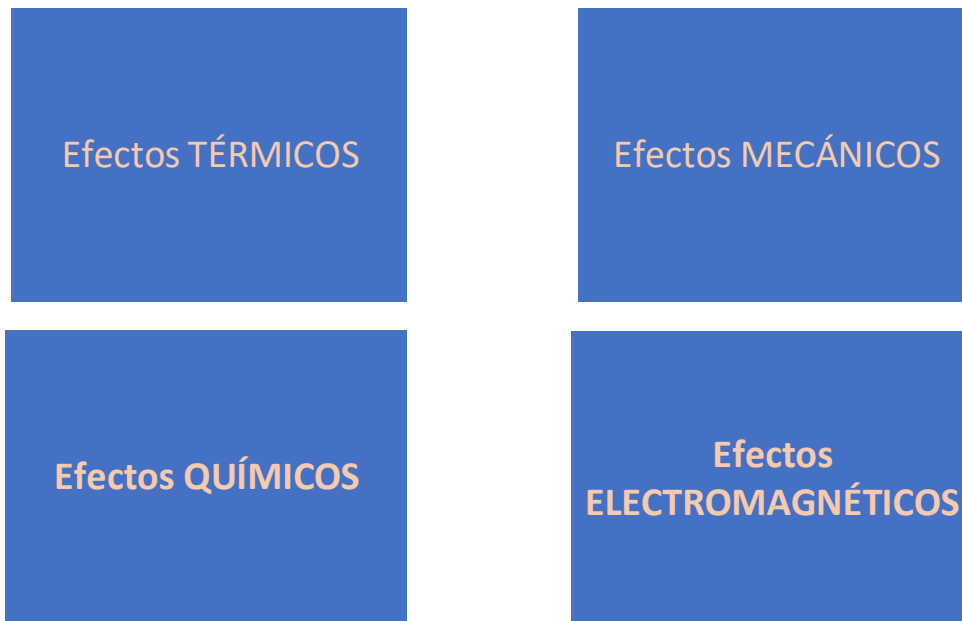 Efectos TÉRMICOS
Efectos MECÁNICOS
Efectos QUÍMICOS
Efectos
ELECTROMAGNÉTICOS